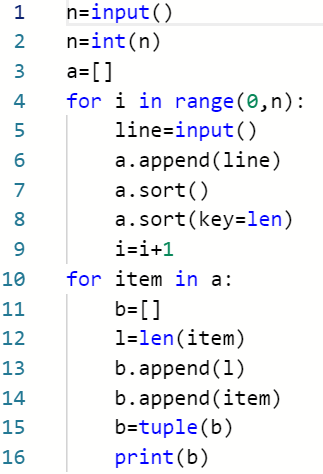 1 n=input()
2 n=int(n)
3 a=[]
4 for i in range(0,n):
5     line=input()
6     a.append(line)
7     a.sort()
8     a.sort(key=len)
9     i=i+1
10 for item in a:
11     b=[]
12     l=len(item)
13     b.append(l)
14     b.append(item)
15     b=tuple(b)
16     print(b)